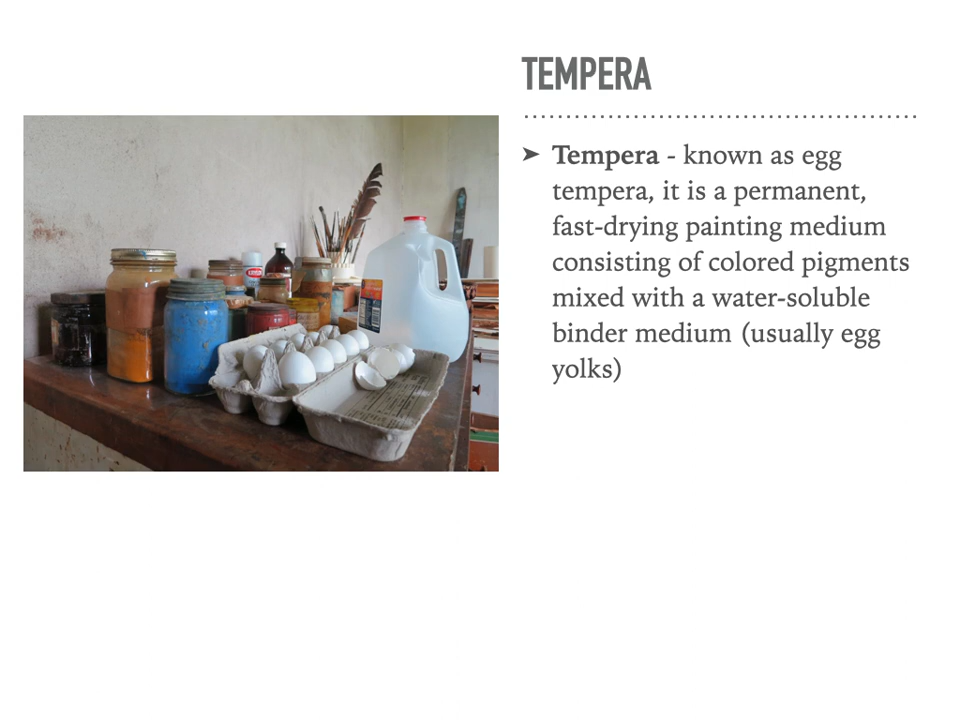 TEMPERA
➤ Tempera - known as egg
tempera, it is a permanent,
fast-drying painting medium
consisting of colored pigments
mixed with a water-soluble
binder medium (usually egg
yolks)